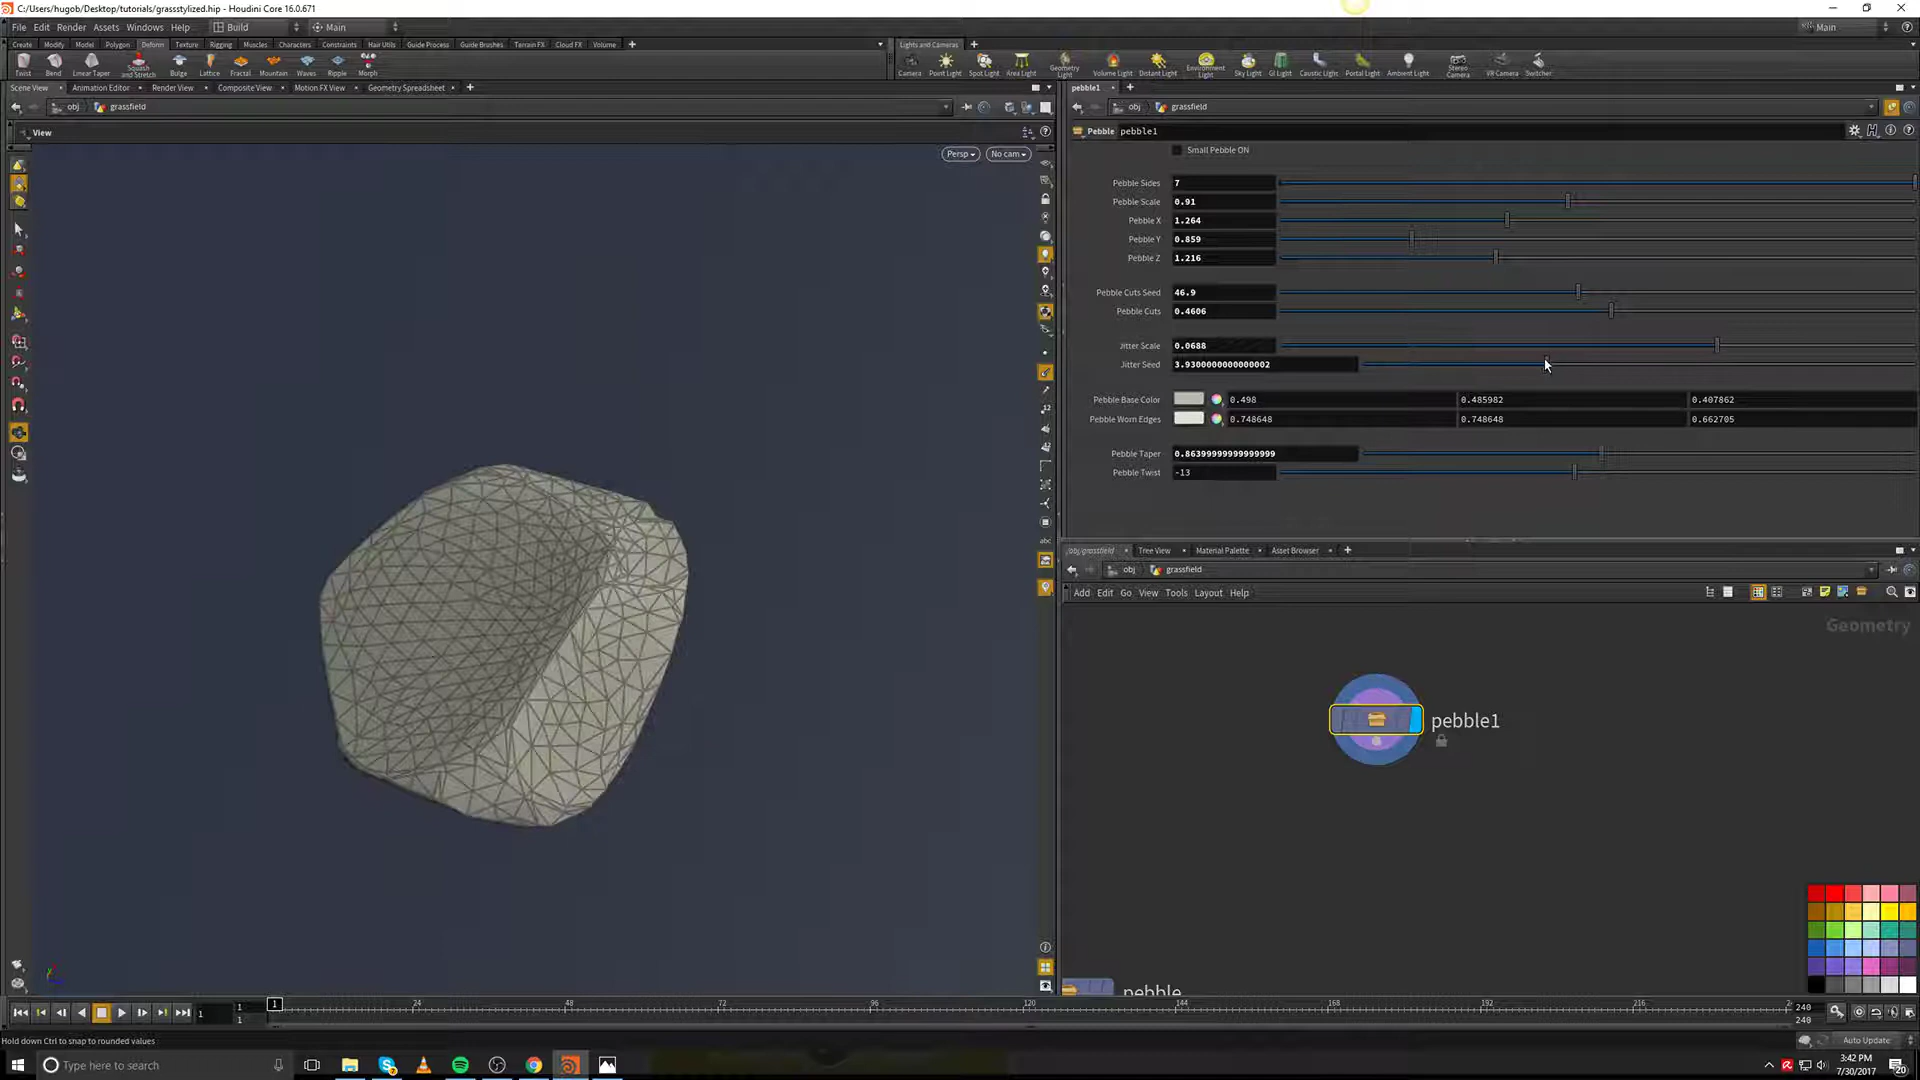 C:/Users/hugob/Desktop/tutorials/grassstylized.hip - Houdini Core 16.0.671
File Edit Render Assets Windows Help Build Main Main
Create Modify Model Polygon Deform Texture Rigging Muscles Characters Constraints Hair Utils Guide Process Guide Brushes Terrain FX Cloud FX Volume
Lights and Cameras
Twist Bend Linear Taper Squash and Stretch Bulge Lattice Fractal Mountain Waves Ripple Morph
Camera Point Light Spot Light Area Light Geometry Light Volume Light Distant Light Environment Light Sky Light GI Light Caustic Light Portal Light Ambient Light Stereo Camera VR Camera Switcher
Scene View Animation Editor Render View Composite View Motion FX View Geometry Spreadsheet
pebble1
obj grassfield
obj grassfield
View
Pebble pebble1
Persp No cam
Small Pebble ON
Pebble Sides 7
Pebble Scale 0.91
Pebble X 1.264
Pebble Y 0.859
Pebble Z 1.216
Pebble Cuts Seed 46.9
Pebble Cuts 0.4606
Jitter Scale 0.0688
Jitter Seed 3.9300000000000002
Pebble Base Color 0.498 0.485982 0.407862
Pebble Worn Edges 0.748648 0.748648 0.662705
Pebble Taper 0.86399999999999999
Pebble Twist -13
/obj/grassfield Tree View Material Palette Asset Browser
obj grassfield
Add Edit Go View Tools Layout Help
Geometry
pebble1
pebble
abc
12
y
1 1 1
1 24 48 72 96 120 144 168 192 216 2
240
240
Hold down Ctrl to snap to rounded values
Auto Update
Type here to search
3:42 PM
7/30/2017
20